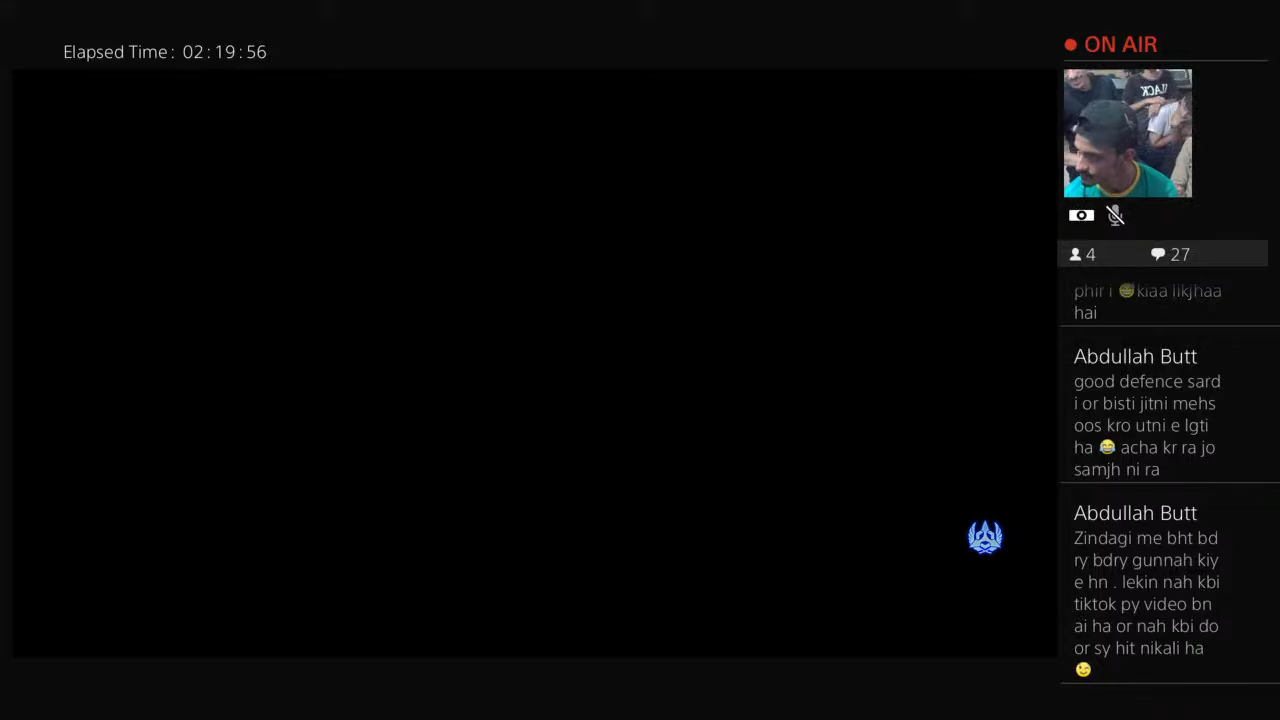 Elapsed Time: 02:19:56
ON AIR
4 27
phir i 😅kiaa likjhaa
hai
Abdullah Butt
good defence sard
i or bisti jitni mehs
oos kro utni e lgti
ha 😂 acha kr ra jo
samjh ni ra
Abdullah Butt
Zindagi me bht bd
ry bdry gunnah kiy
e hn . lekin nah kbi
tiktok py video bn
ai ha or nah kbi do
or sy hit nikali ha
😉